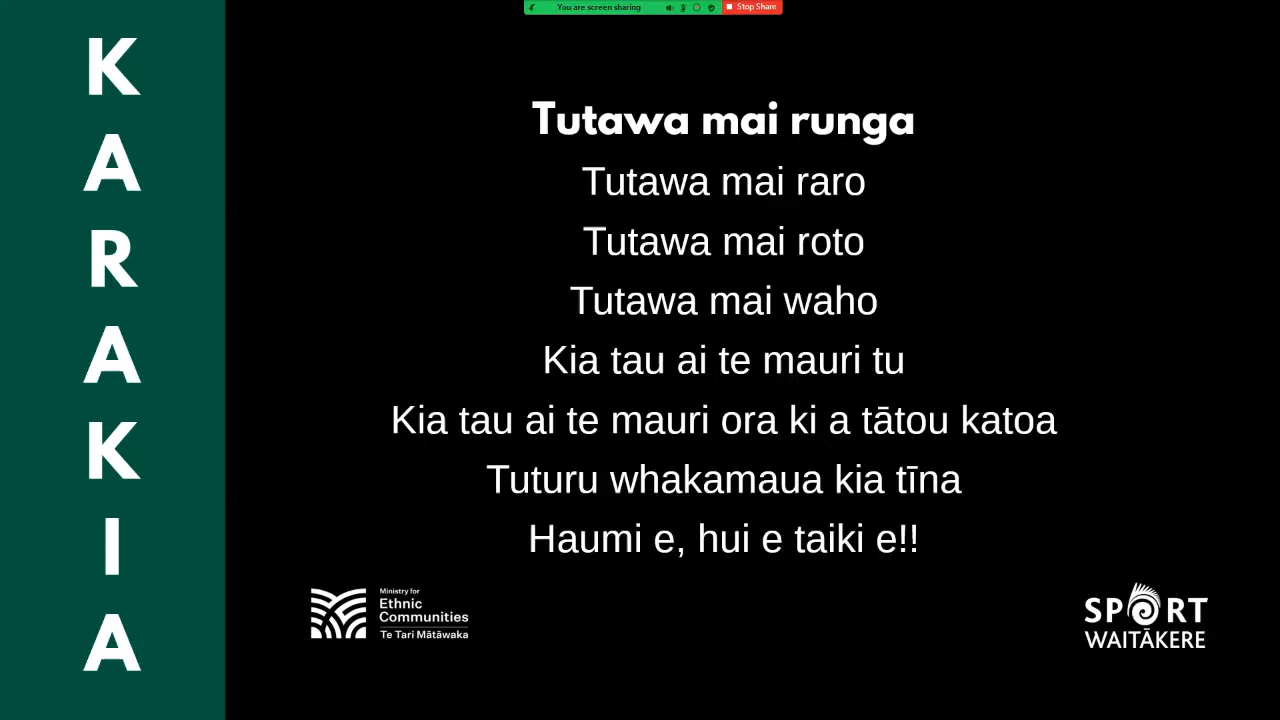 You are screen sharing
Stop Share
KARAKIA
Tutawa mai runga
Tutawa mai raro
Tutawa mai roto
Tutawa mai waho
Kia tau ai te mauri tu
Kia tau ai te mauri ora ki a tātou katoa
Tuturu whakamaua kia tīna
Haumi e, hui e taiki e!!
Ministry for
Ethnic
Communities
Te Tari Mātāwaka
SPORT
WAITĀKERE